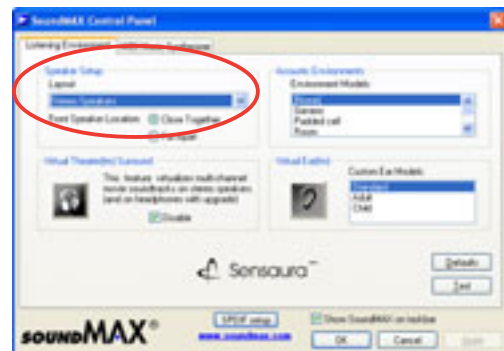 SoundMAX Control Panel
Listening Environment
Speaker Setup
Layout
Stereo Speakers
Front Speaker Location:
Close Together
Far Apart
Acoustic Environments
Environment Models:
[None]
Generic
Padded cell
Room
Virtual Theater(tm) Surround
This feature virtualizes multi-channel
movie soundtracks on stereo speakers
(and on headphones with upgrade)
Disable
Virtual Ear(tm)
Custom Ear Models:
Standard
Adult
Child
Sensaura™
Defaults
Test
SOUNDMAX®
SPDIF setup
www.soundmax.com
Show SoundMAX on taskbar
OK
Cancel